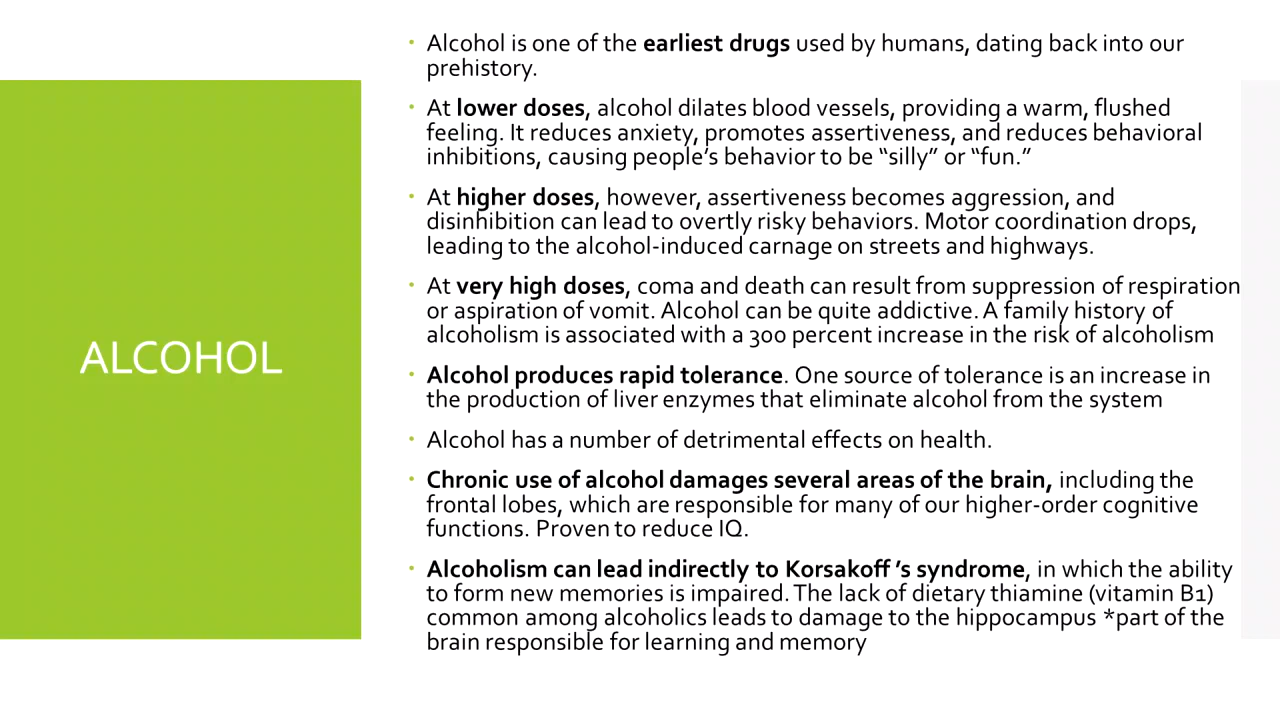 ALCOHOL
• Alcohol is one of the earliest drugs used by humans, dating back into our
prehistory.
• At lower doses, alcohol dilates blood vessels, providing a warm, flushed
feeling. It reduces anxiety, promotes assertiveness, and reduces behavioral
inhibitions, causing people’s behavior to be “silly” or “fun.”
• At higher doses, however, assertiveness becomes aggression, and
disinhibition can lead to overtly risky behaviors. Motor coordination drops,
leading to the alcohol-induced carnage on streets and highways.
• At very high doses, coma and death can result from suppression of respiration
or aspiration of vomit. Alcohol can be quite addictive. A family history of
alcoholism is associated with a 300 percent increase in the risk of alcoholism
• Alcohol produces rapid tolerance. One source of tolerance is an increase in
the production of liver enzymes that eliminate alcohol from the system
• Alcohol has a number of detrimental effects on health.
• Chronic use of alcohol damages several areas of the brain, including the
frontal lobes, which are responsible for many of our higher-order cognitive
functions. Proven to reduce IQ.
• Alcoholism can lead indirectly to Korsakoff ’s syndrome, in which the ability
to form new memories is impaired. The lack of dietary thiamine (vitamin B1)
common among alcoholics leads to damage to the hippocampus *part of the
brain responsible for learning and memory